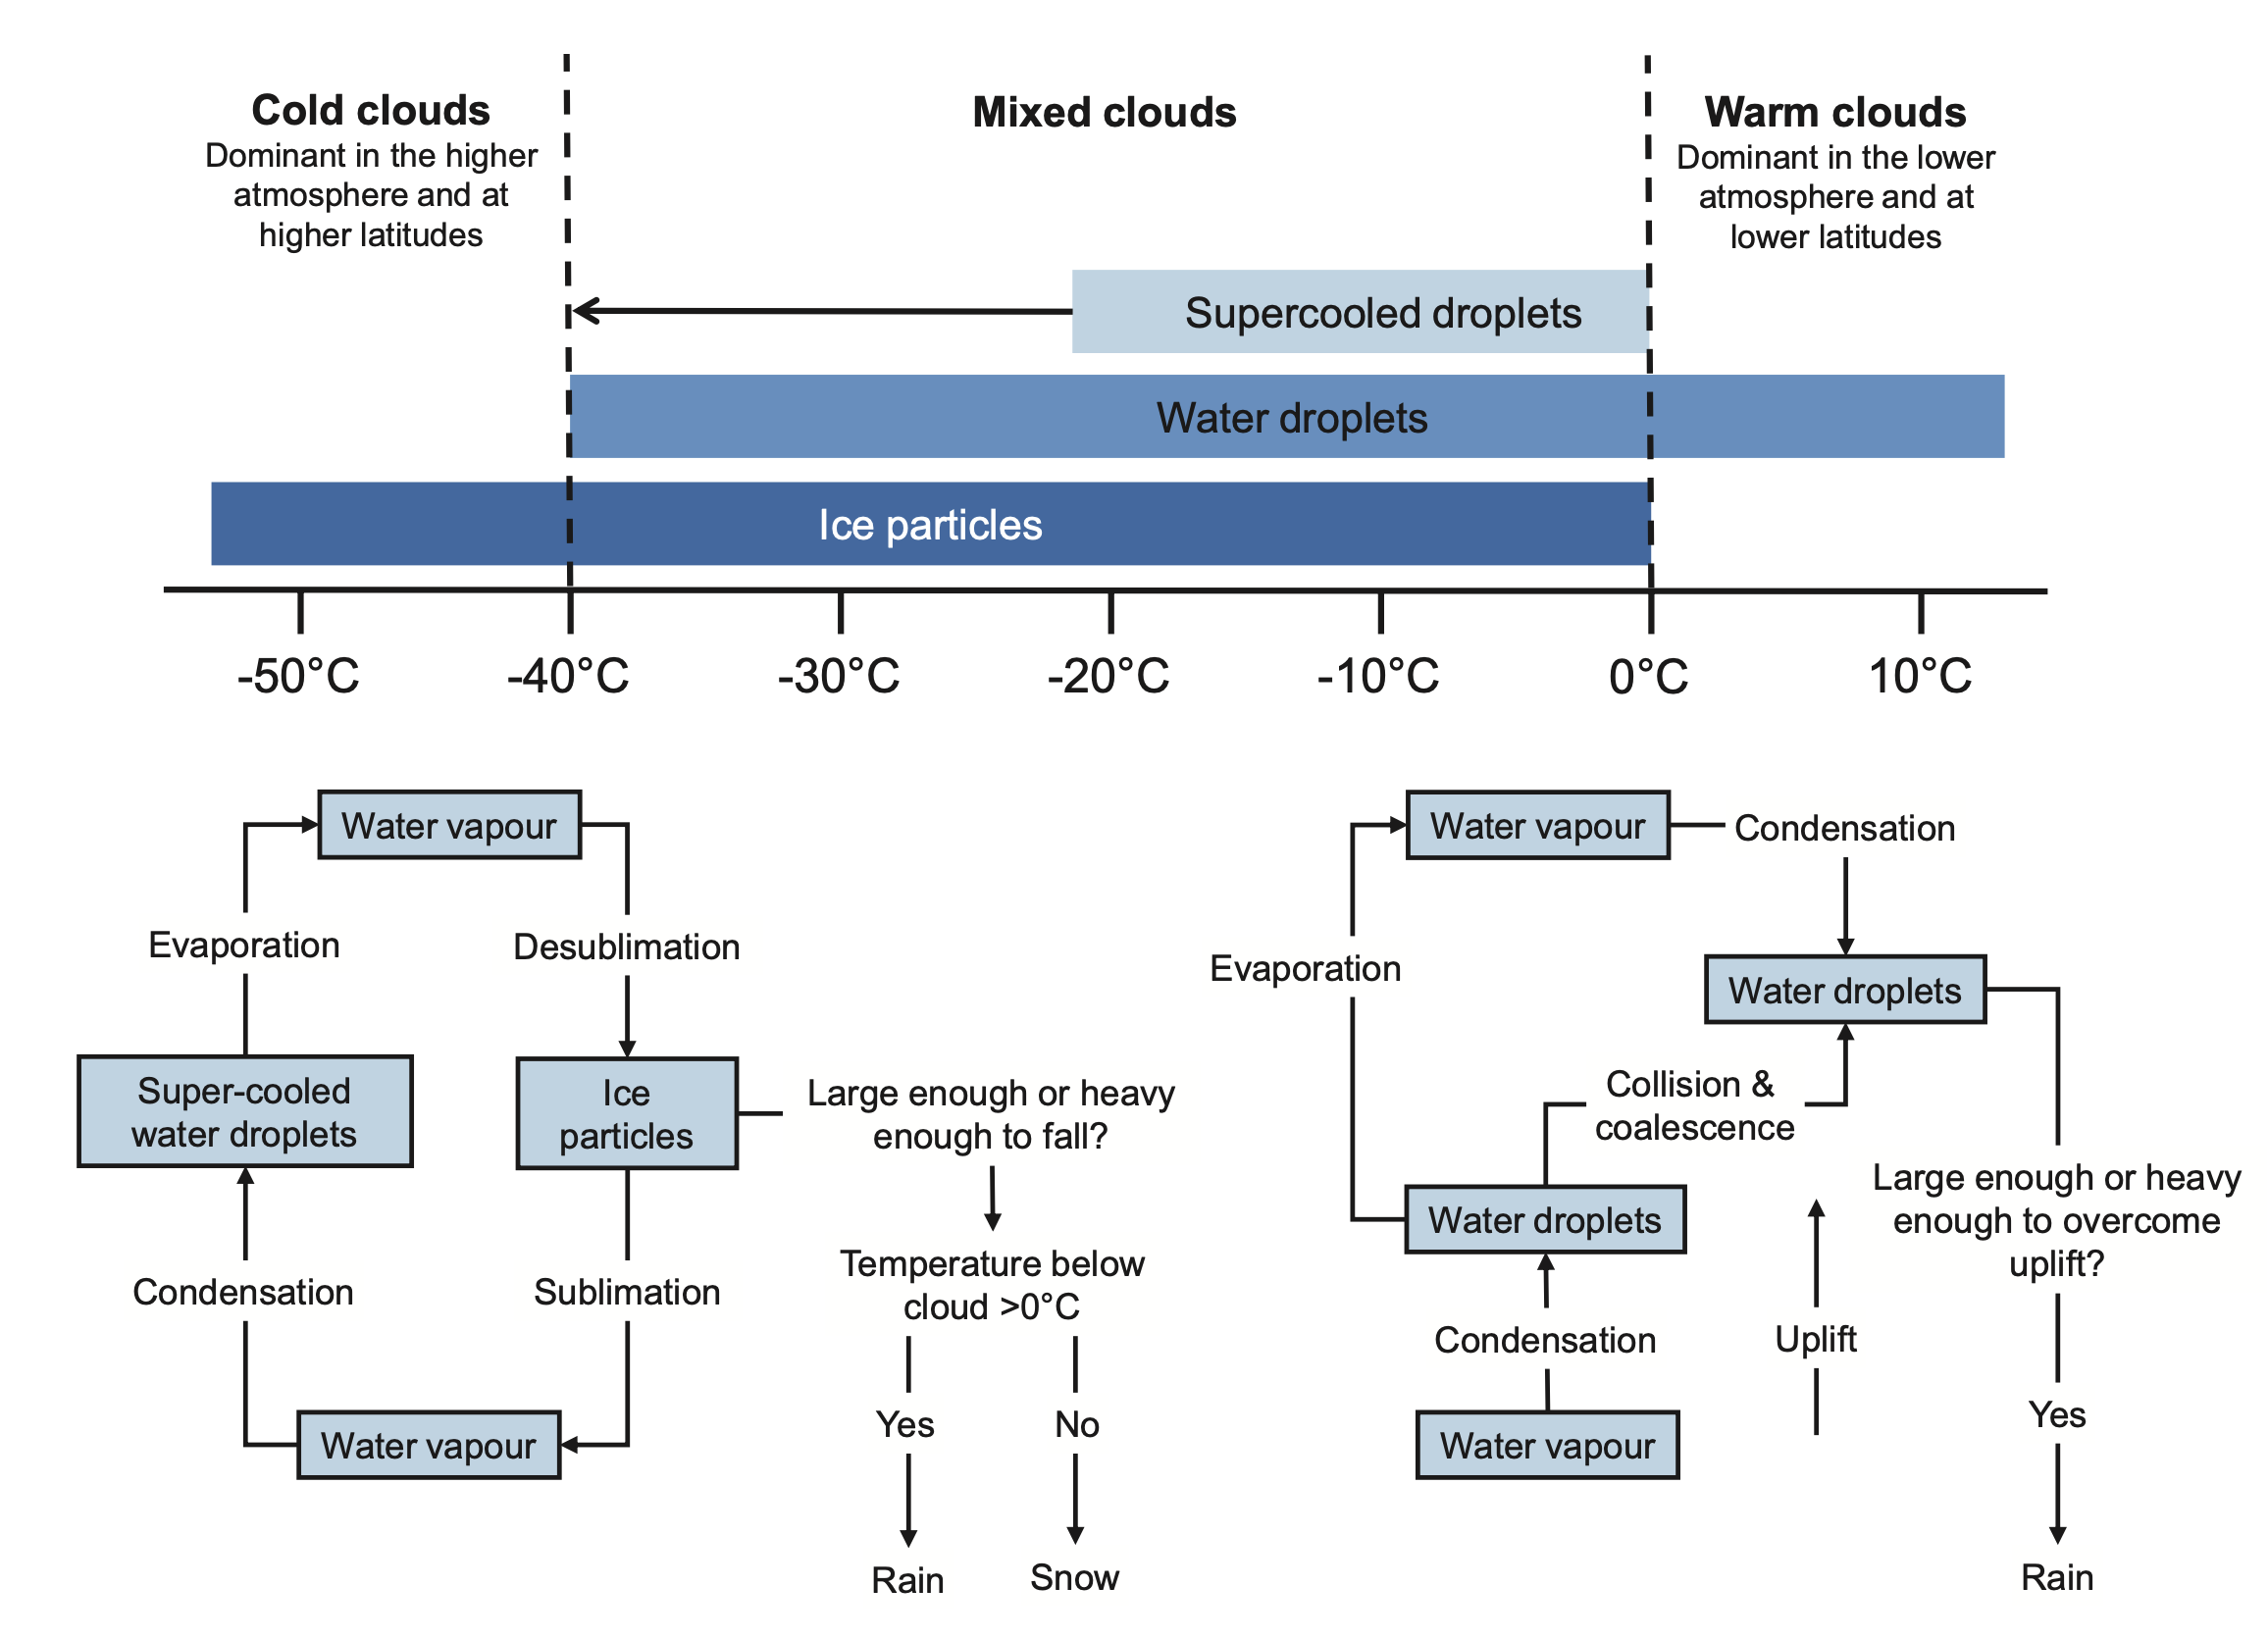 Cold clouds
Dominant in the higher
atmosphere and at
higher latitudes
Mixed clouds
Warm clouds
Dominant in the lower
atmosphere and at
lower latitudes
Supercooled droplets
Water droplets
Ice particles
-50°C
-40°C
-30°C
-20°C
-10°C
0°C
10°C
Water vapour
Evaporation
Desublimation
Super-cooled
water droplets
Ice
particles
Large enough or heavy
enough to fall?
Condensation
Sublimation
Temperature below
cloud >0°C
Water vapour
Yes
No
Rain
Snow
Water vapour
Condensation
Evaporation
Water droplets
Collision &
coalescence
Water droplets
Large enough or heavy
enough to overcome
uplift?
Condensation
Uplift
Water vapour
Yes
Rain